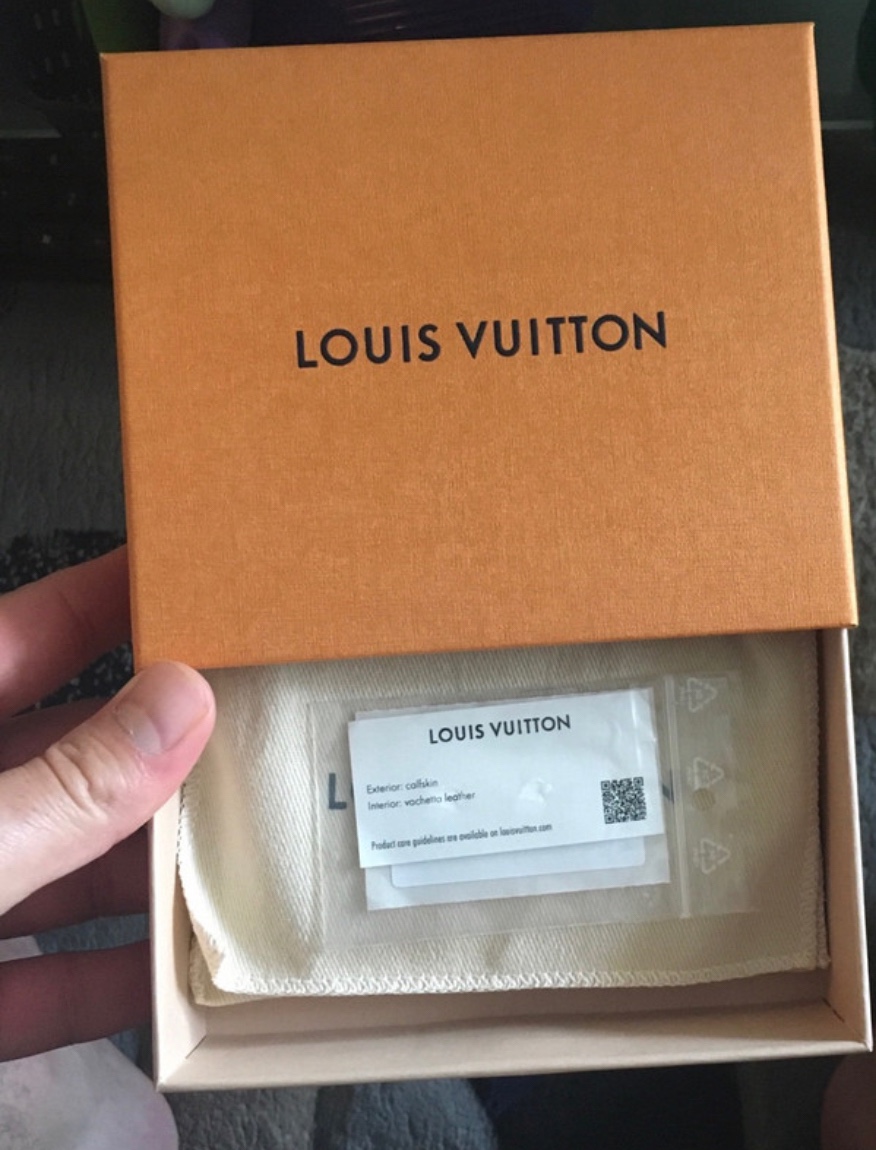 LOUIS VUITTON
LOUIS VUITTON
Exterior: calfskin
Interior: vachetta leather
Product care guidelines are available on louisvuitton.com
L